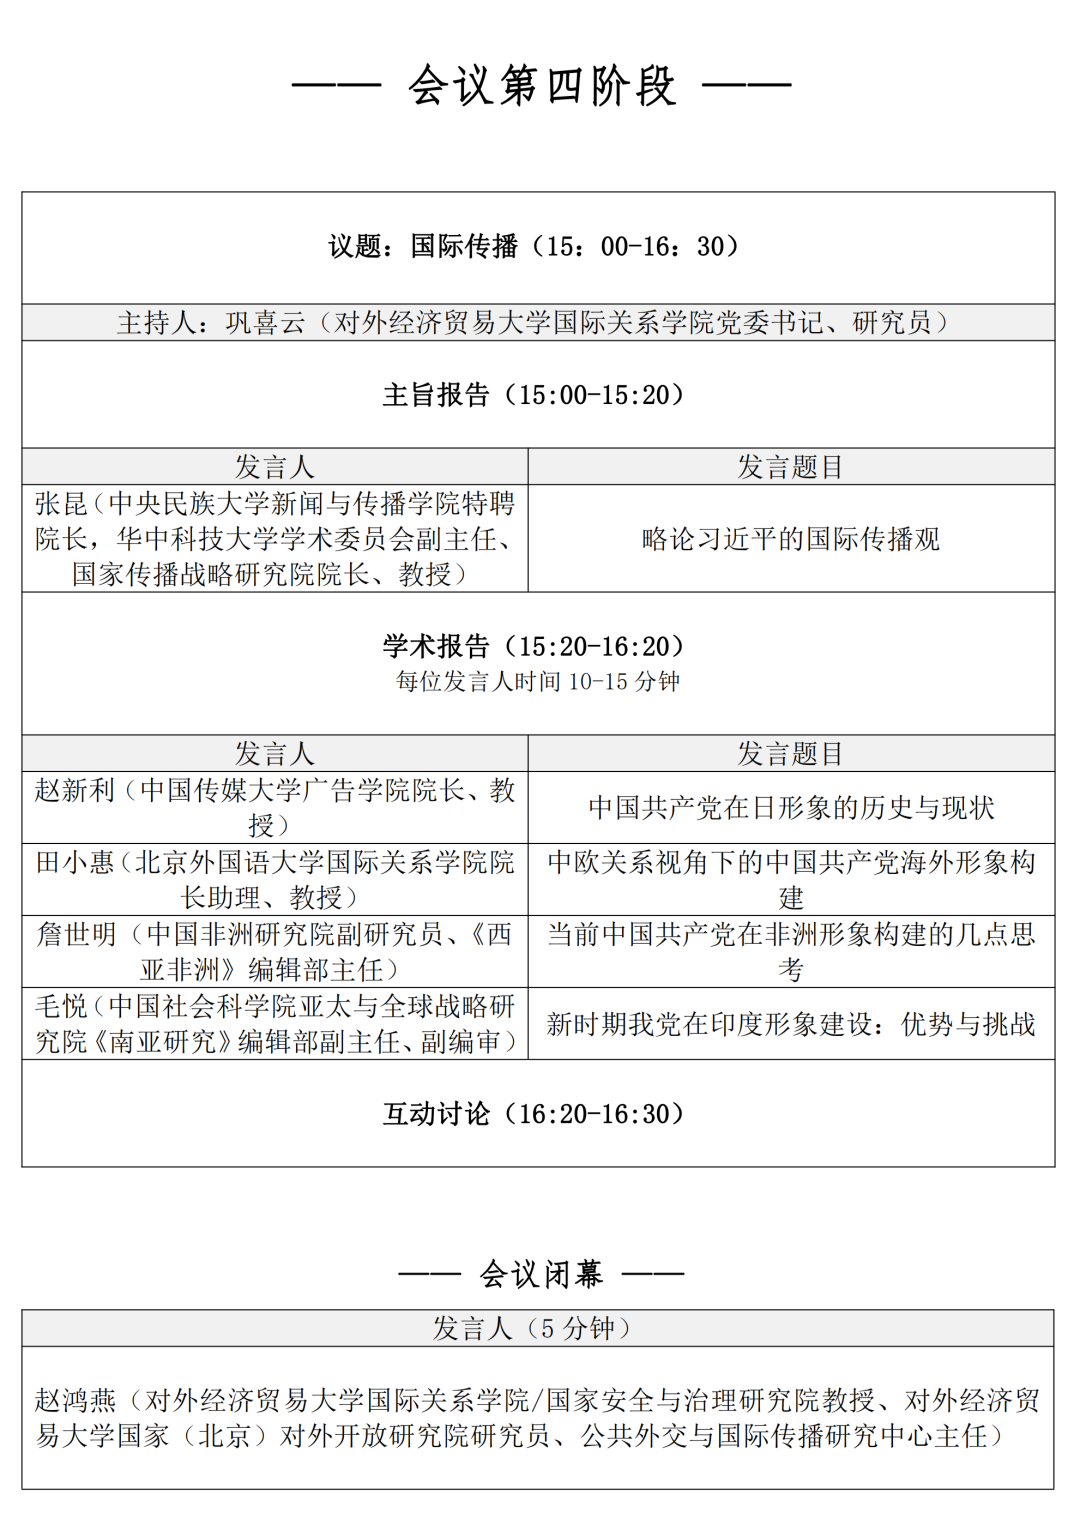 —— 会议第四阶段 ——
议题：国际传播（15：00-16：30）
主持人：巩喜云（对外经济贸易大学国际关系学院党委书记、研究员）
主旨报告（15:00-15:20）
发言人 发言题目
张昆（中央民族大学新闻与传播学院特聘
院长，华中科技大学学术委员会副主任、
国家传播战略研究院院长、教授）
略论习近平的国际传播观
学术报告（15:20-16:20）
每位发言人时间 10-15 分钟
发言人 发言题目
赵新利（中国传媒大学广告学院院长、教
授）
中国共产党在日形象的历史与现状
田小惠（北京外国语大学国际关系学院院
长助理、教授）
中欧关系视角下的中国共产党海外形象构
建
詹世明（中国非洲研究院副研究员、《西
亚非洲》编辑部主任）
当前中国共产党在非洲形象构建的几点思
考
毛悦（中国社会科学院亚太与全球战略研
究院《南亚研究》编辑部副主任、副编审）
新时期我党在印度形象建设：优势与挑战
互动讨论（16:20-16:30）
—— 会议闭幕 ——
发言人（5 分钟）
赵鸿燕（对外经济贸易大学国际关系学院/国家安全与治理研究院教授、对外经济贸
易大学国家（北京）对外开放研究院研究员、公共外交与国际传播研究中心主任）